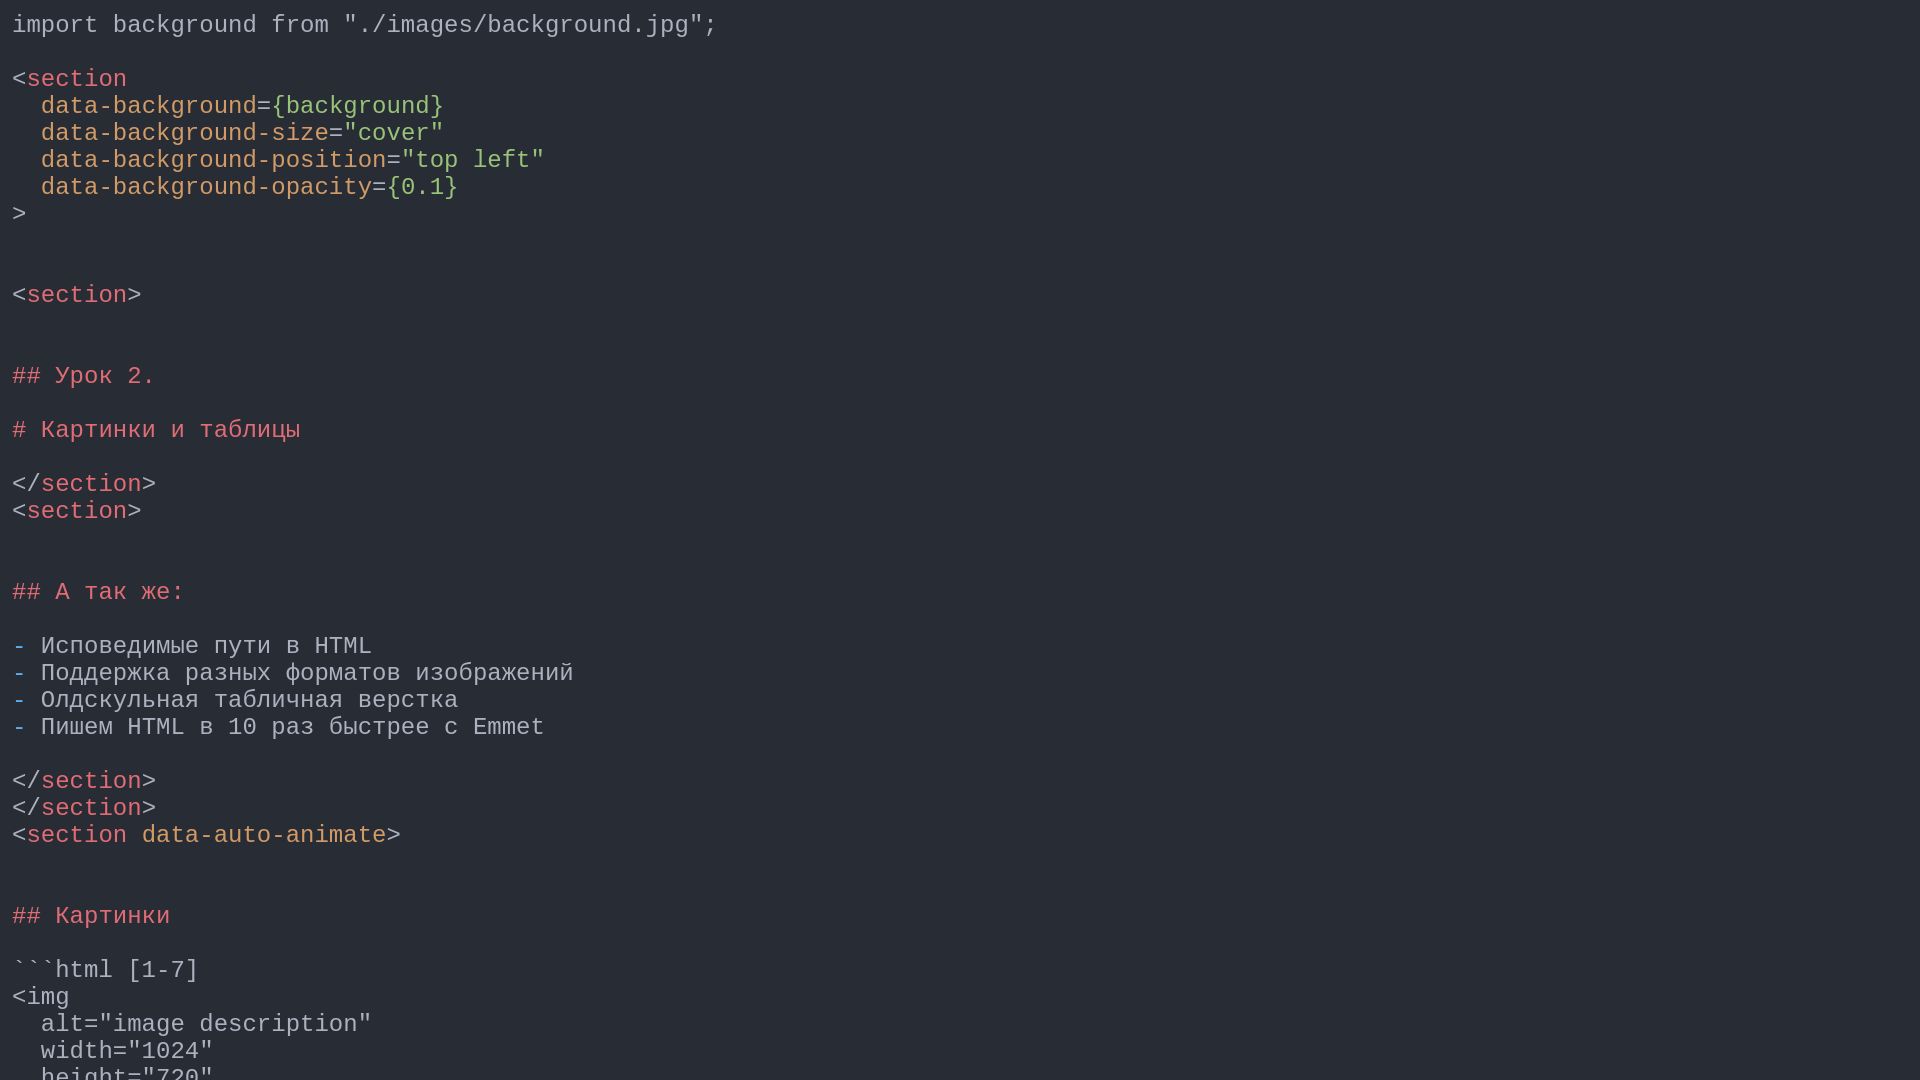 import background from "./images/background.jpg";
<section
  data-background={background}
  data-background-size="cover"
  data-background-position="top left"
  data-background-opacity={0.1}
>
<section>
## Урок 2.
# Картинки и таблицы
</section>
<section>
## А так же:
- Исповедимые пути в HTML
- Поддержка разных форматов изображений
- Олдскульная табличная верстка
- Пишем HTML в 10 раз быстрее с Emmet
</section>
</section>
<section data-auto-animate>
## Картинки
```html [1-7]
<img
  alt="image description"
  width="1024"
  height="720"